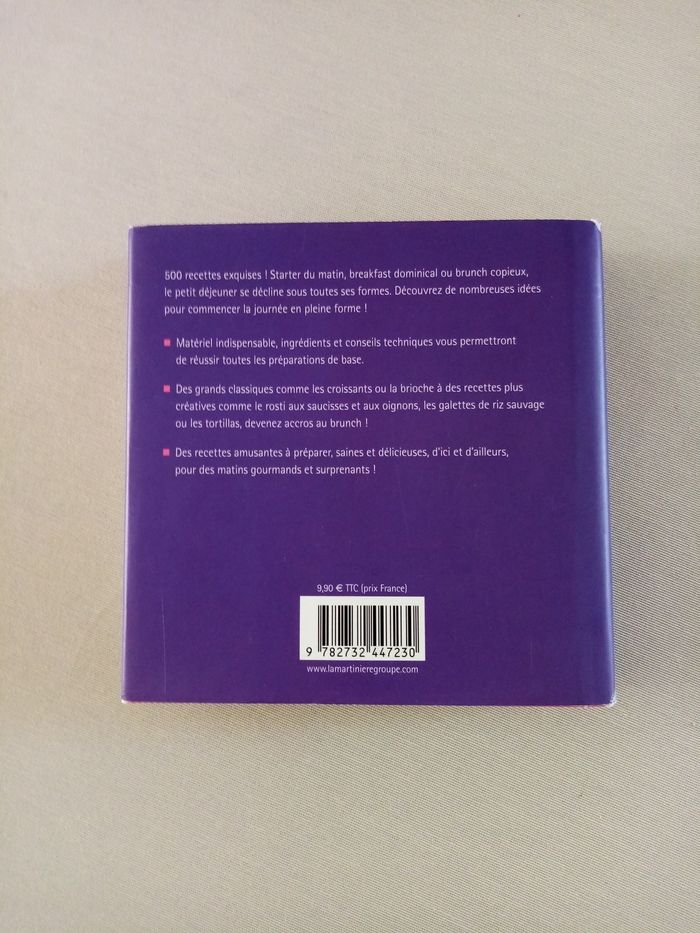 500 recettes exquises ! Starter du matin, breakfast dominical ou brunch copieux,
le petit déjeuner se décline sous toutes ses formes. Découvrez de nombreuses idées
pour commencer la journée en pleine forme !
Matériel indispensable, ingrédients et conseils techniques vous permettront
de réussir toutes les préparations de base.
Des grands classiques comme les croissants ou la brioche à des recettes plus
créatives comme le rosti aux saucisses et aux oignons, les galettes de riz sauvage
ou les tortillas, devenez accros au brunch !
Des recettes amusantes à préparer, saines et délicieuses, d'ici et d'ailleurs,
pour des matins gourmands et surprenants !
9,90 € TTC (prix France)
9 782732 447230
www.lamartinieregroupe.com